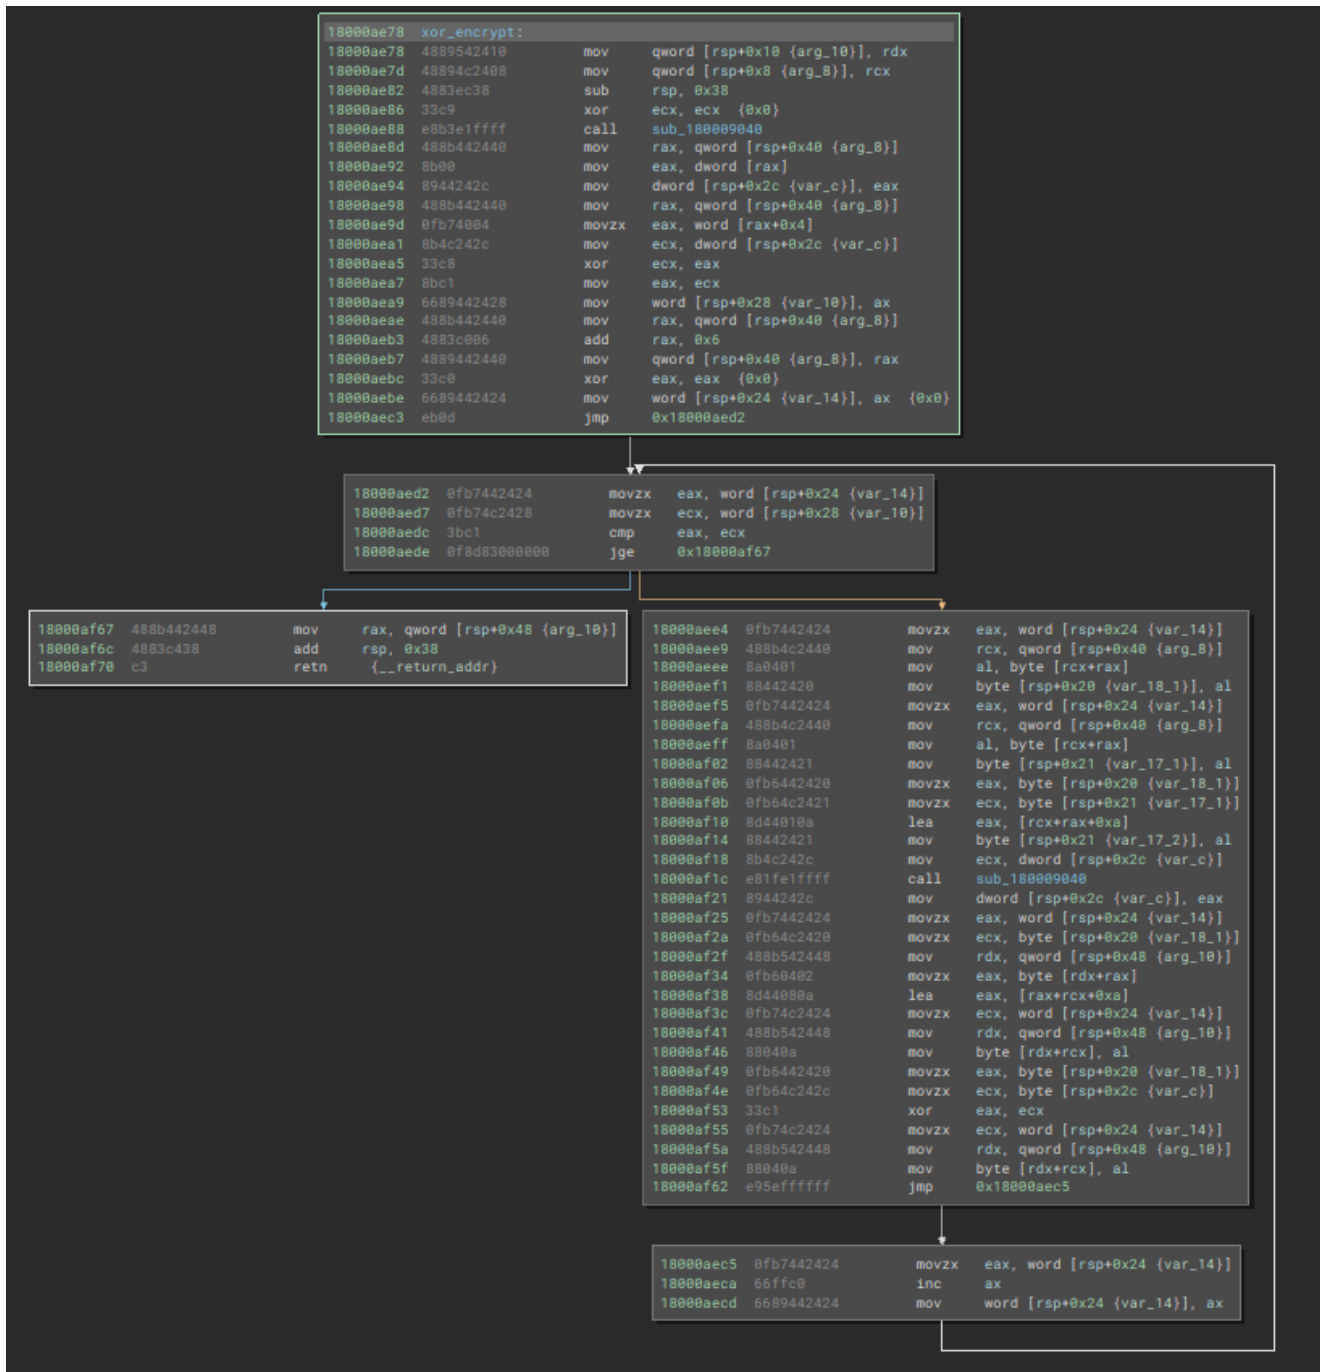 18000ae78 xor_encrypt:
18000ae78 4889542410 mov qword [rsp+0x10 {arg_10}], rdx
18000ae7d 48894c2408 mov qword [rsp+0x8 {arg_8}], rcx
18000ae82 4883ec38 sub rsp, 0x38
18000ae86 33c9 xor ecx, ecx {0x0}
18000ae88 e8b3e1ffff call sub_180009040
18000ae8d 488b442440 mov rax, qword [rsp+0x40 {arg_8}]
18000ae92 8b00 mov eax, dword [rax]
18000ae94 8944242c mov dword [rsp+0x2c {var_c}], eax
18000ae98 488b442440 mov rax, qword [rsp+0x40 {arg_8}]
18000ae9d 0fb74004 movzx eax, word [rax+0x4]
18000aea1 8b4c242c mov ecx, dword [rsp+0x2c {var_c}]
18000aea5 33c8 xor ecx, eax
18000aea7 8bc1 mov eax, ecx
18000aea9 6689442428 mov word [rsp+0x28 {var_10}], ax
18000aeae 488b442440 mov rax, qword [rsp+0x40 {arg_8}]
18000aeb3 4883c006 add rax, 0x6
18000aeb7 4889442440 mov qword [rsp+0x40 {arg_8}], rax
18000aebc 33c0 xor eax, eax {0x0}
18000aebe 6689442424 mov word [rsp+0x24 {var_14}], ax {0x0}
18000aec3 eb0d jmp 0x18000aed2
18000aed2 0fb7442424 movzx eax, word [rsp+0x24 {var_14}]
18000aed7 0fb74c2428 movzx ecx, word [rsp+0x28 {var_10}]
18000aedc 3bc1 cmp eax, ecx
18000aede 0f8d83000000 jge 0x18000af67
18000af67 488b442448 mov rax, qword [rsp+0x48 {arg_10}]
18000af6c 4883c438 add rsp, 0x38
18000af70 c3 retn {__return_addr}
18000aee4 0fb7442424 movzx eax, word [rsp+0x24 {var_14}]
18000aee9 488b4c2440 mov rcx, qword [rsp+0x40 {arg_8}]
18000aeee 8a0401 mov al, byte [rcx+rax]
18000aef1 88442420 mov byte [rsp+0x20 {var_18_1}], al
18000aef5 0fb7442424 movzx eax, word [rsp+0x24 {var_14}]
18000aefa 488b4c2440 mov rcx, qword [rsp+0x40 {arg_8}]
18000aeff 8a0401 mov al, byte [rcx+rax]
18000af02 88442421 mov byte [rsp+0x21 {var_17_1}], al
18000af06 0fb6442420 movzx eax, byte [rsp+0x20 {var_18_1}]
18000af0b 0fb64c2421 movzx ecx, byte [rsp+0x21 {var_17_1}]
18000af10 8d44010a lea eax, [rcx+rax+0xa]
18000af14 88442421 mov byte [rsp+0x21 {var_17_2}], al
18000af18 8b4c242c mov ecx, dword [rsp+0x2c {var_c}]
18000af1c e81fe1ffff call sub_180009040
18000af21 8944242c mov dword [rsp+0x2c {var_c}], eax
18000af25 0fb7442424 movzx eax, word [rsp+0x24 {var_14}]
18000af2a 0fb64c2420 movzx ecx, byte [rsp+0x20 {var_18_1}]
18000af2f 488b542448 mov rdx, qword [rsp+0x48 {arg_10}]
18000af34 0fb60402 movzx eax, byte [rdx+rax]
18000af38 8d44080a lea eax, [rax+rcx+0xa]
18000af3c 0fb74c2424 movzx ecx, word [rsp+0x24 {var_14}]
18000af41 488b542448 mov rdx, qword [rsp+0x48 {arg_10}]
18000af46 88040a mov byte [rdx+rcx], al
18000af49 0fb6442420 movzx eax, byte [rsp+0x20 {var_18_1}]
18000af4e 0fb64c242c movzx ecx, byte [rsp+0x2c {var_c}]
18000af53 33c1 xor eax, ecx
18000af55 0fb74c2424 movzx ecx, word [rsp+0x24 {var_14}]
18000af5a 488b542448 mov rdx, qword [rsp+0x48 {arg_10}]
18000af5f 88040a mov byte [rdx+rcx], al
18000af62 e95effffff jmp 0x18000aec5
18000aec5 0fb7442424 movzx eax, word [rsp+0x24 {var_14}]
18000aeca 66ffc0 inc ax
18000aecd 6689442424 mov word [rsp+0x24 {var_14}], ax